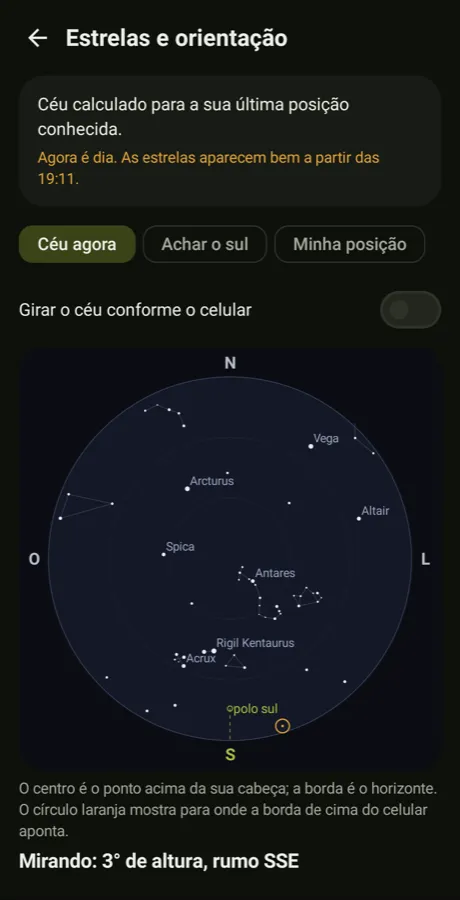 Estrelas e orientação
Céu calculado para a sua última posição
conhecida.
Agora é dia. As estrelas aparecem bem a partir das
19:11.
Céu agora
Achar o sul
Minha posição
Girar o céu conforme o celular
N
Vega
Arcturus
Altair
Spica
O
L
Antares
Rigil Kentaurus
Acrux
polo sul
S
O centro é o ponto acima da sua cabeça; a borda é o horizonte.
O círculo laranja mostra para onde a borda de cima do celular
aponta.
Mirando: 3° de altura, rumo SSE